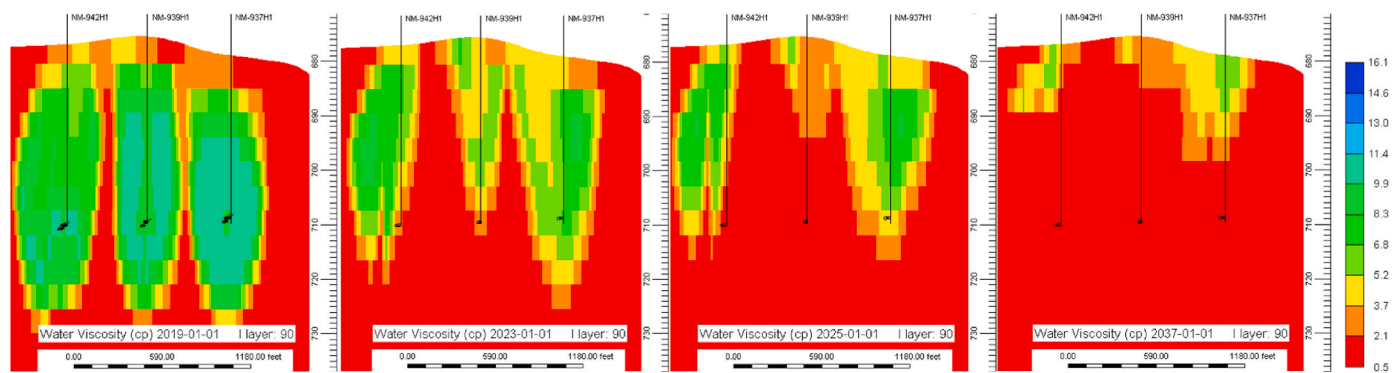 NM-942H1 NM-939H1 NM-937H1
680
690
700
710
720
730
Water Viscosity (cp) 2019-01-01 I layer: 90
0.00 590.00 1180.00 feet
NM-942H1 NM-939H1 NM-937H1
680
690
700
710
720
730
Water Viscosity (cp) 2023-01-01 I layer: 90
0.00 590.00 1180.00 feet
NM-942H1 NM-939H1 NM-937H1
680
690
700
710
720
730
Water Viscosity (cp) 2025-01-01 I layer: 90
0.00 590.00 1180.00 feet
NM-942H1 NM-939H1 NM-937H1
680
690
700
710
720
730
Water Viscosity (cp) 2037-01-01 I layer: 90
0.00 590.00 1180.00 feet
16.1
14.6
13.0
11.4
9.9
8.3
6.8
5.2
3.7
2.1
0.5